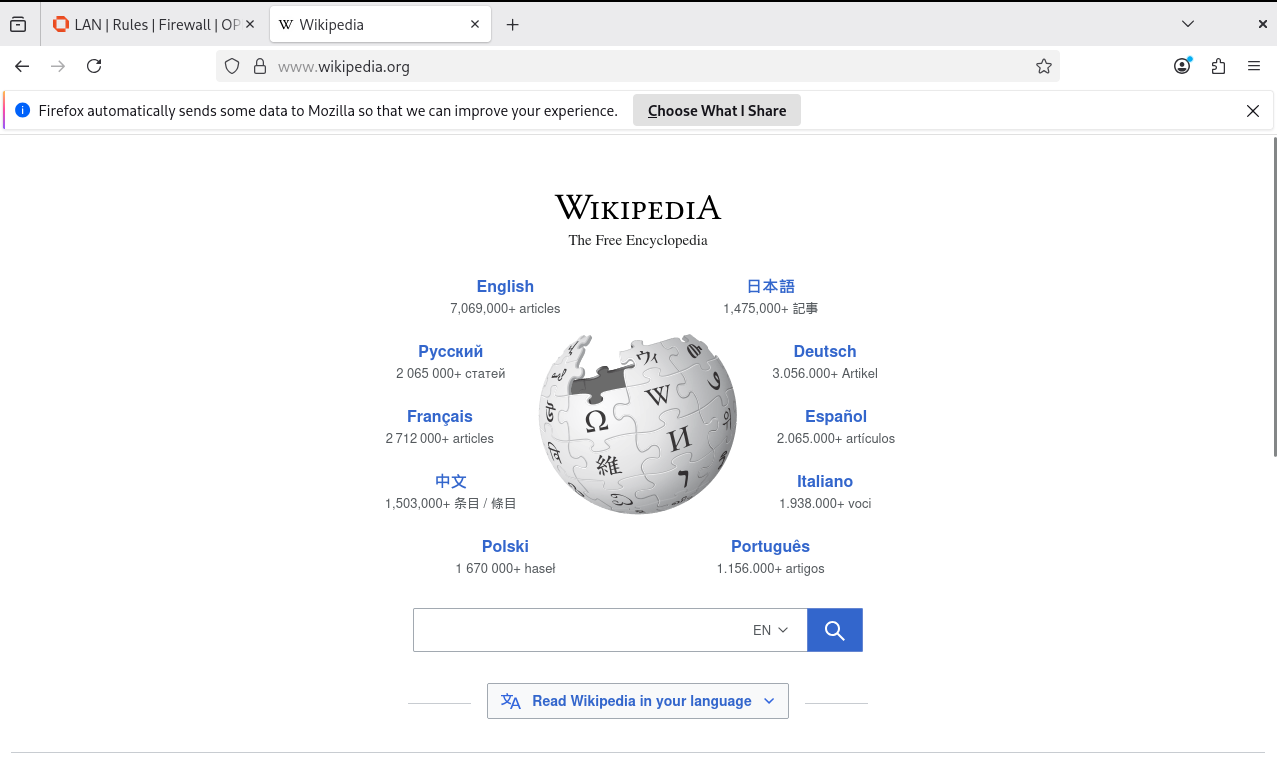 LAN | Rules | Firewall | OP
Wikipedia
www.wikipedia.org
Firefox automatically sends some data to Mozilla so that we can improve your experience.
Choose What I Share
WIKIPEDIA
The Free Encyclopedia
English
7,069,000+ articles
日本語
1,475,000+ 記事
Русский
2 065 000+ статей
Deutsch
3.056.000+ Artikel
Français
2 712 000+ articles
Español
2.065.000+ artículos
中文
1,503,000+ 条目 / 條目
Italiano
1.938.000+ voci
Polski
1 670 000+ haseł
Português
1.156.000+ artigos
Ω W И 維 ウィ 7
EN
Read Wikipedia in your language